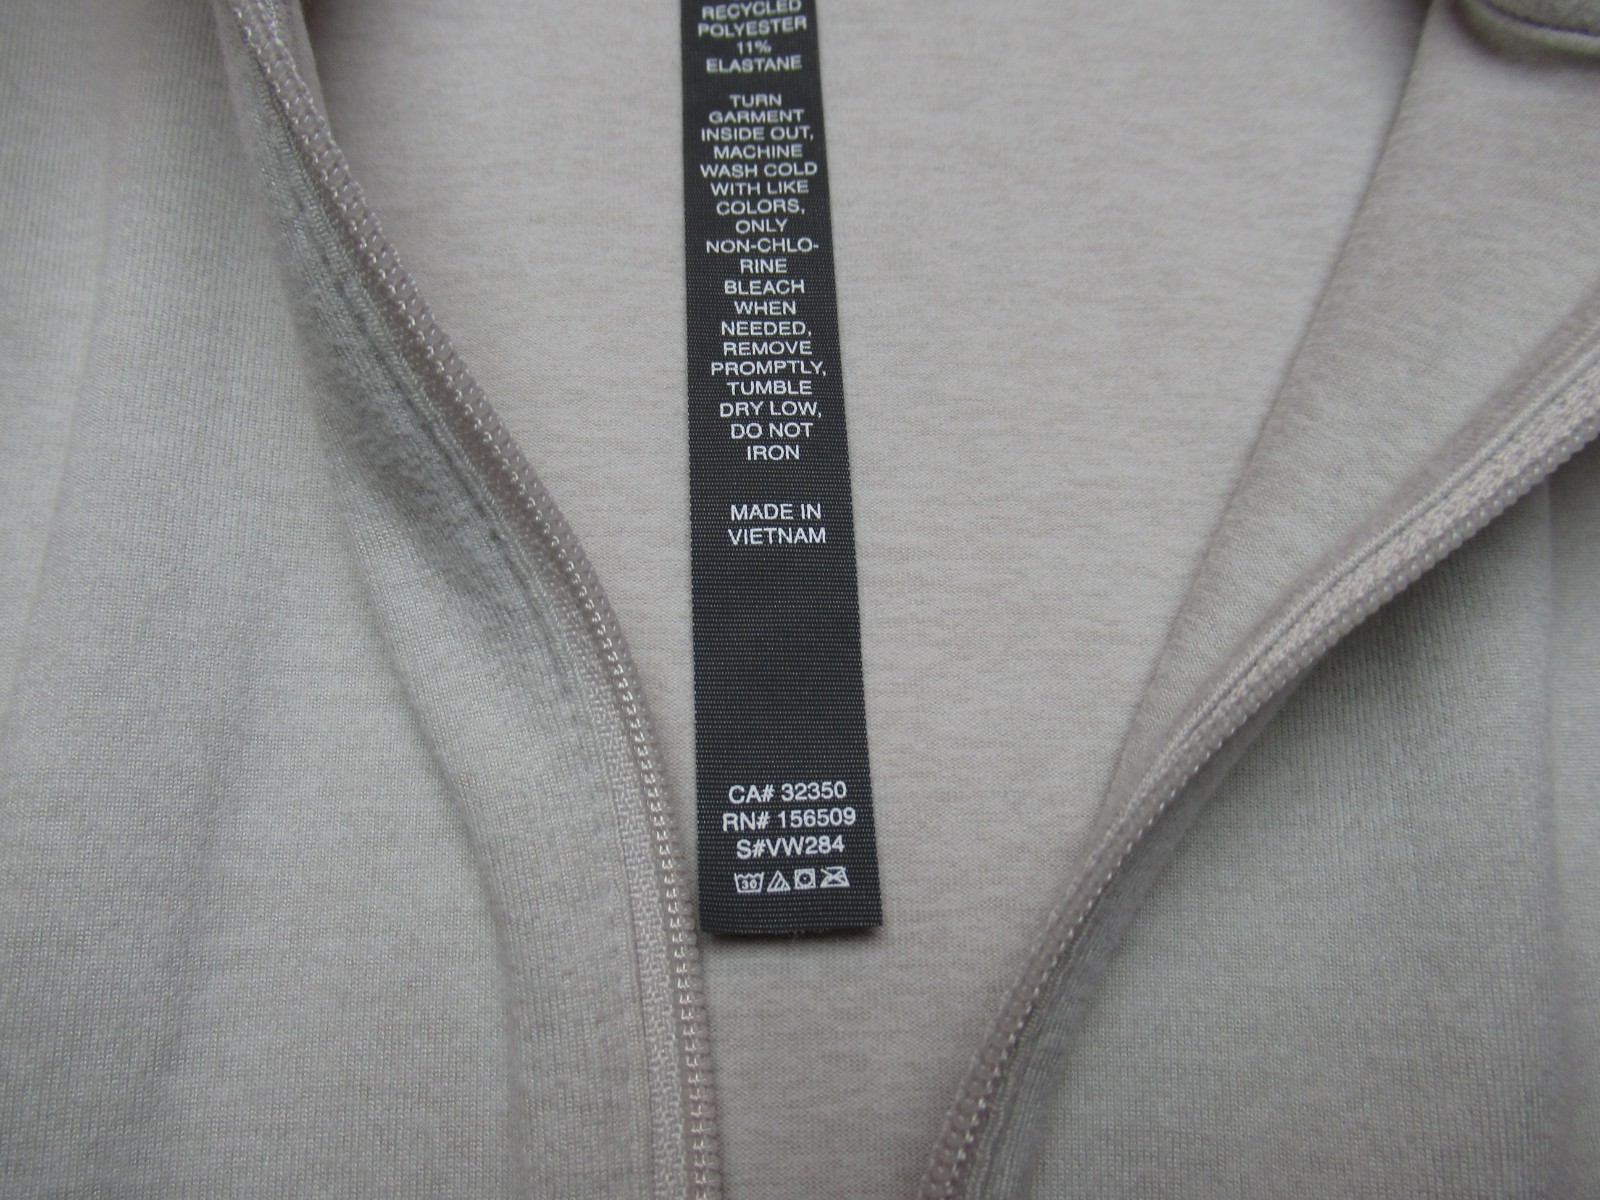 RECYCLED
POLYESTER
11%
ELASTANE
TURN
GARMENT
INSIDE OUT,
MACHINE
WASH COLD
WITH LIKE
COLORS,
ONLY
NON-CHLO-
RINE
BLEACH
WHEN
NEEDED,
REMOVE
PROMPTLY,
TUMBLE
DRY LOW,
DO NOT
IRON
MADE IN
VIETNAM
CA# 32350
RN# 156509
S#VW284
30